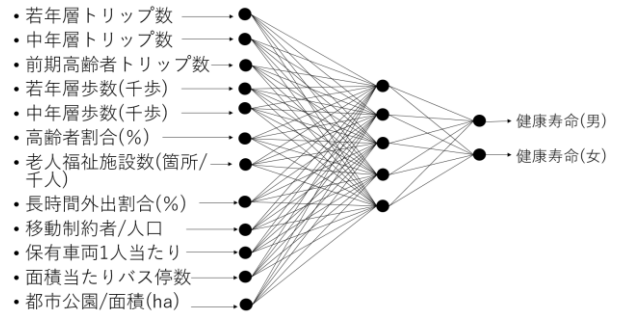 • 若年層トリップ数
• 中年層トリップ数
• 前期高齢者トリップ数
• 若年層歩数(千歩)
• 中年層歩数(千歩)
• 高齢者割合(%)
• 老人福祉施設数(箇所/
千人)
• 長時間外出割合(%)
• 移動制約者/人口
• 保有車両1人当たり
• 面積当たりバス停数
• 都市公園/面積(ha)
健康寿命(男)
健康寿命(女)